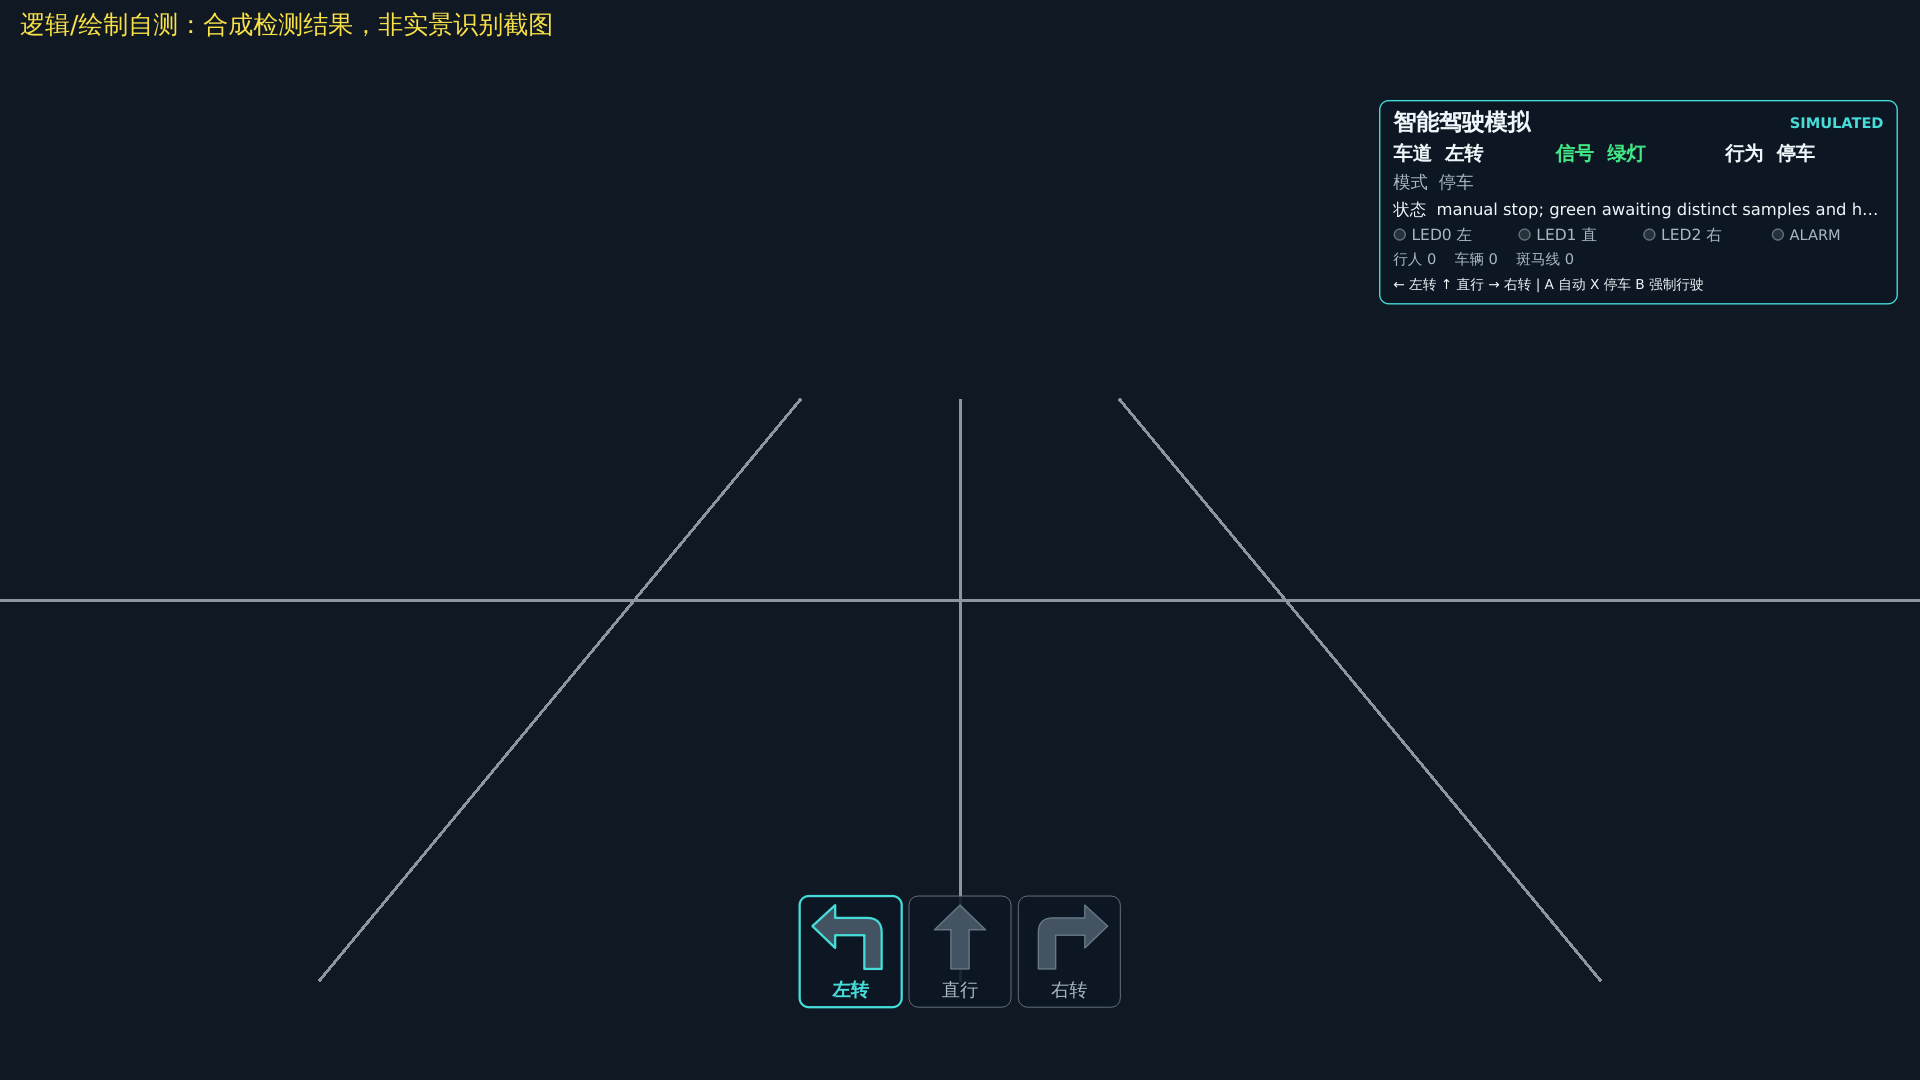 逻辑/绘制自测：合成检测结果，非实景识别截图
智能驾驶模拟 SIMULATED
车道 左转 信号 绿灯 行为 停车
模式 停车
状态 manual stop; green awaiting distinct samples and h…
LED0 左 LED1 直 LED2 右 ALARM
行人 0 车辆 0 斑马线 0
← 左转 ↑ 直行 → 右转 | A 自动 X 停车 B 强制行驶
左转 直行 右转